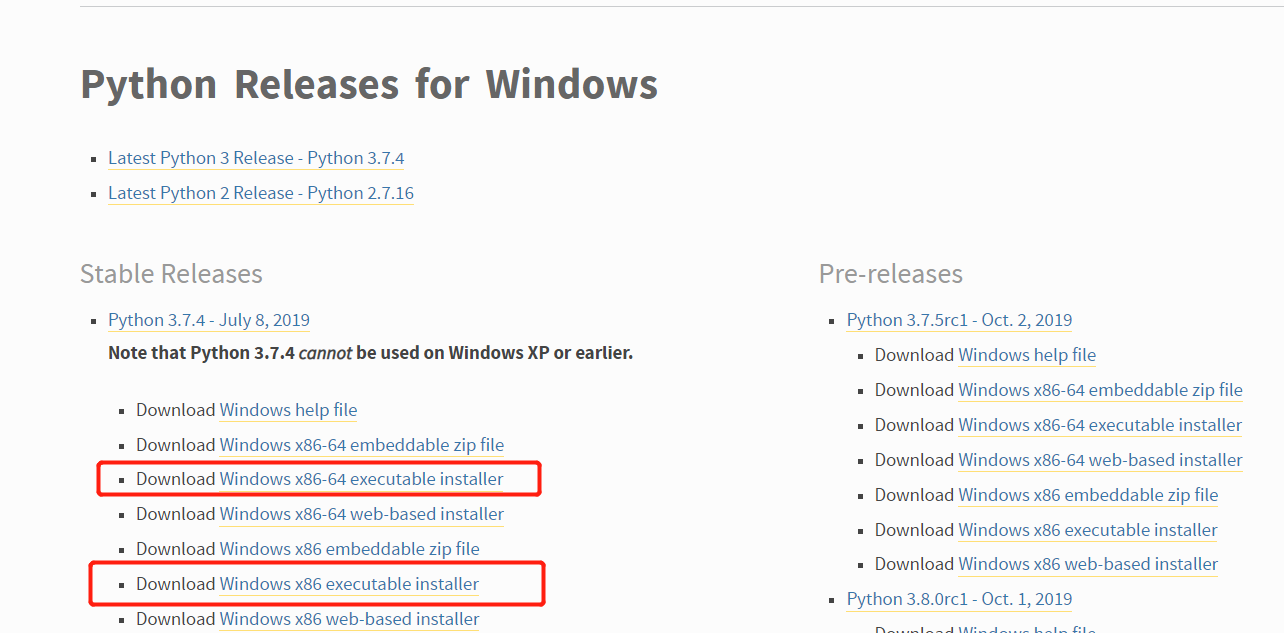 Python Releases for Windows
Latest Python 3 Release - Python 3.7.4
Latest Python 2 Release - Python 2.7.16
Stable Releases
Python 3.7.4 - July 8, 2019
Note that Python 3.7.4 cannot be used on Windows XP or earlier.
Download Windows help file
Download Windows x86-64 embeddable zip file
Download Windows x86-64 executable installer
Download Windows x86-64 web-based installer
Download Windows x86 embeddable zip file
Download Windows x86 executable installer
Download Windows x86 web-based installer
Pre-releases
Python 3.7.5rc1 - Oct. 2, 2019
Download Windows help file
Download Windows x86-64 embeddable zip file
Download Windows x86-64 executable installer
Download Windows x86-64 web-based installer
Download Windows x86 embeddable zip file
Download Windows x86 executable installer
Download Windows x86 web-based installer
Python 3.8.0rc1 - Oct. 1, 2019
Download Windows help file